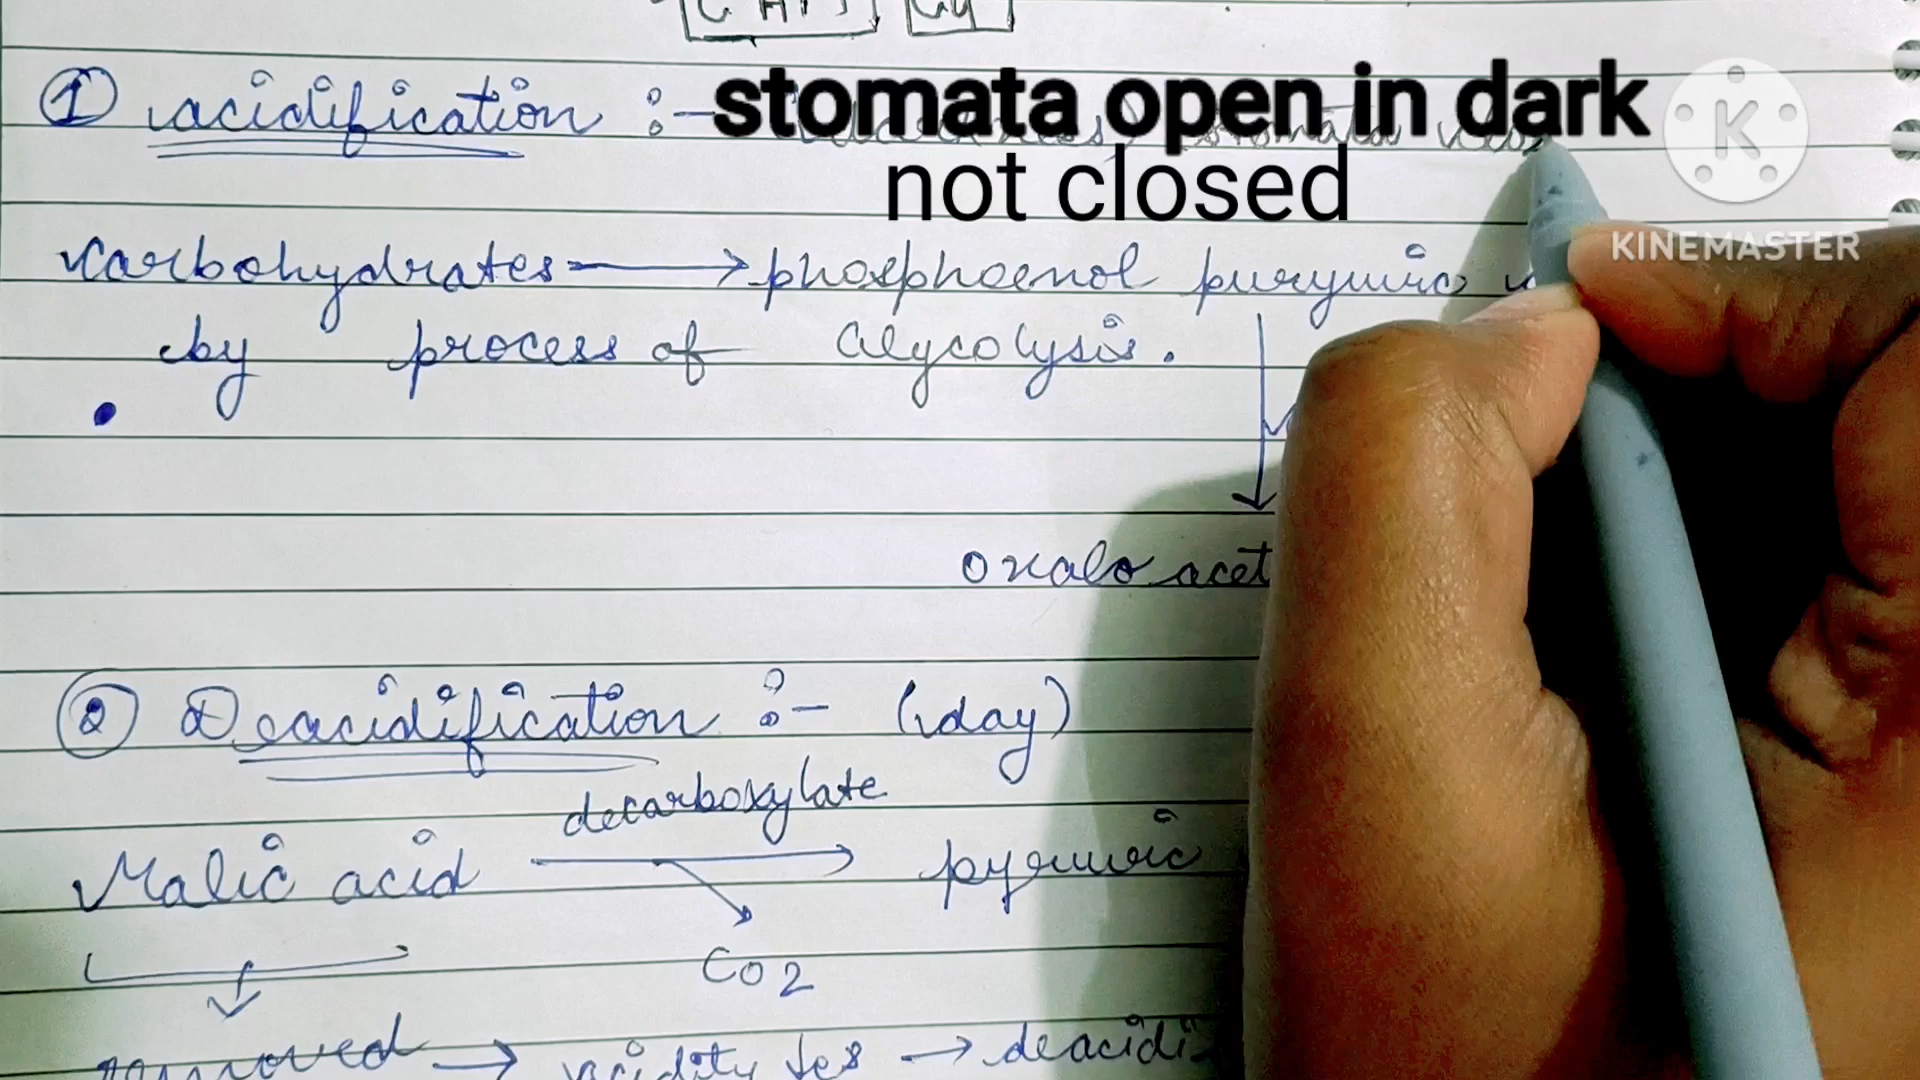 ① acidification :- stomata open in dark
not closed
KINEMASTER
Carbohydrates → phosphoenol purymic
by process of Glycolysis.
oxalo acet
② Deacidification :- (day)
decarboxylate
Malic acid → pyruvic
CO2
removed → acidity ↓es → deacidi